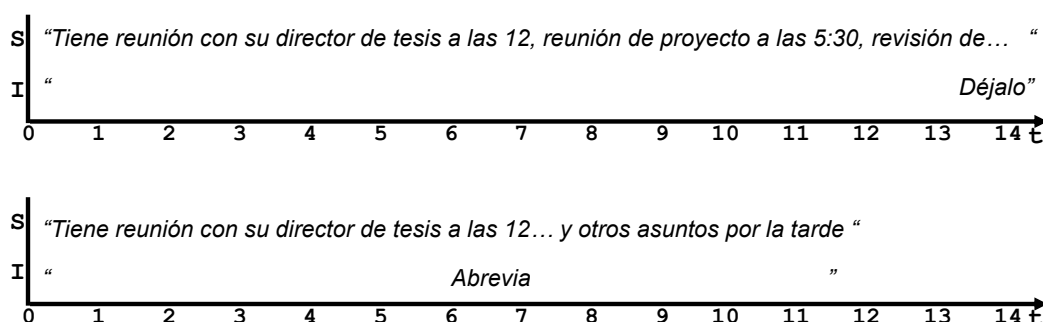 S “Tiene reunión con su director de tesis a las 12, reunión de proyecto a las 5:30, revisión de… “
I “ Déjalo”
0 1 2 3 4 5 6 7 8 9 10 11 12 13 14 t
S “Tiene reunión con su director de tesis a las 12… y otros asuntos por la tarde “
I “ Abrevia ”
0 1 2 3 4 5 6 7 8 9 10 11 12 13 14 t